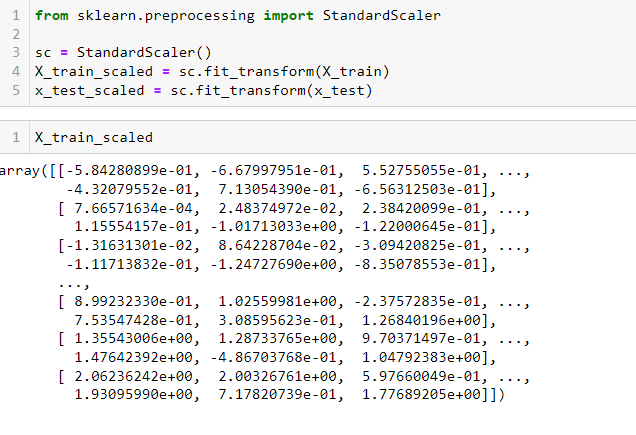 1 from sklearn.preprocessing import StandardScaler
2
3 sc = StandardScaler()
4 X_train_scaled = sc.fit_transform(X_train)
5 x_test_scaled = sc.fit_transform(x_test)
1 X_train_scaled
array([[-5.84280899e-01, -6.67997951e-01,  5.52755055e-01, ...,
-4.32079552e-01,  7.13054390e-01, -6.56312503e-01],
[ 7.66571634e-04,  2.48374972e-02,  2.38420099e-01, ...,
1.15554157e-01, -1.01713033e+00, -1.22000645e-01],
[-1.31631301e-02,  8.64228704e-02, -3.09420825e-01, ...,
-1.11713832e-01, -1.24727690e+00, -8.35078553e-01],
...,
[ 8.99232330e-01,  1.02559981e+00, -2.37572835e-01, ...,
7.53547428e-01,  3.08595623e-01,  1.26840196e+00],
[ 1.35543006e+00,  1.28733765e+00,  9.70371497e-01, ...,
1.47642392e+00, -4.86703768e-01,  1.04792383e+00],
[ 2.06236242e+00,  2.00326761e+00,  5.97660049e-01, ...,
1.93095990e+00,  7.17820739e-01,  1.77689205e+00]])